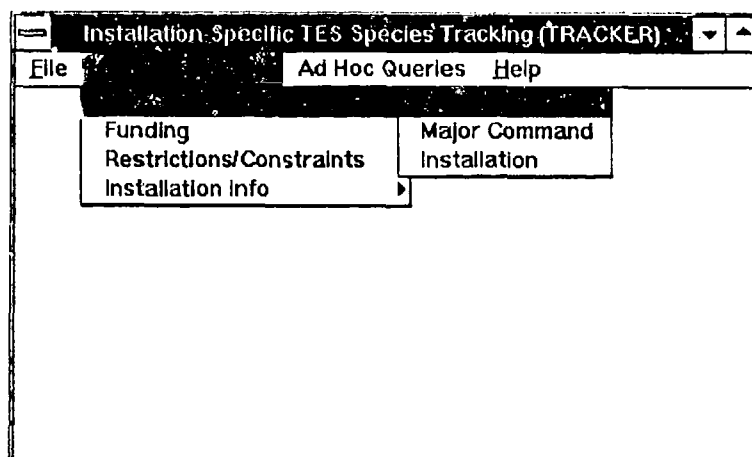 Installation-Specific TES Species Tracking (TRACKER)
File Ad Hoc Queries Help
Funding Major Command
Restrictions/Constraints Installation
Installation Info